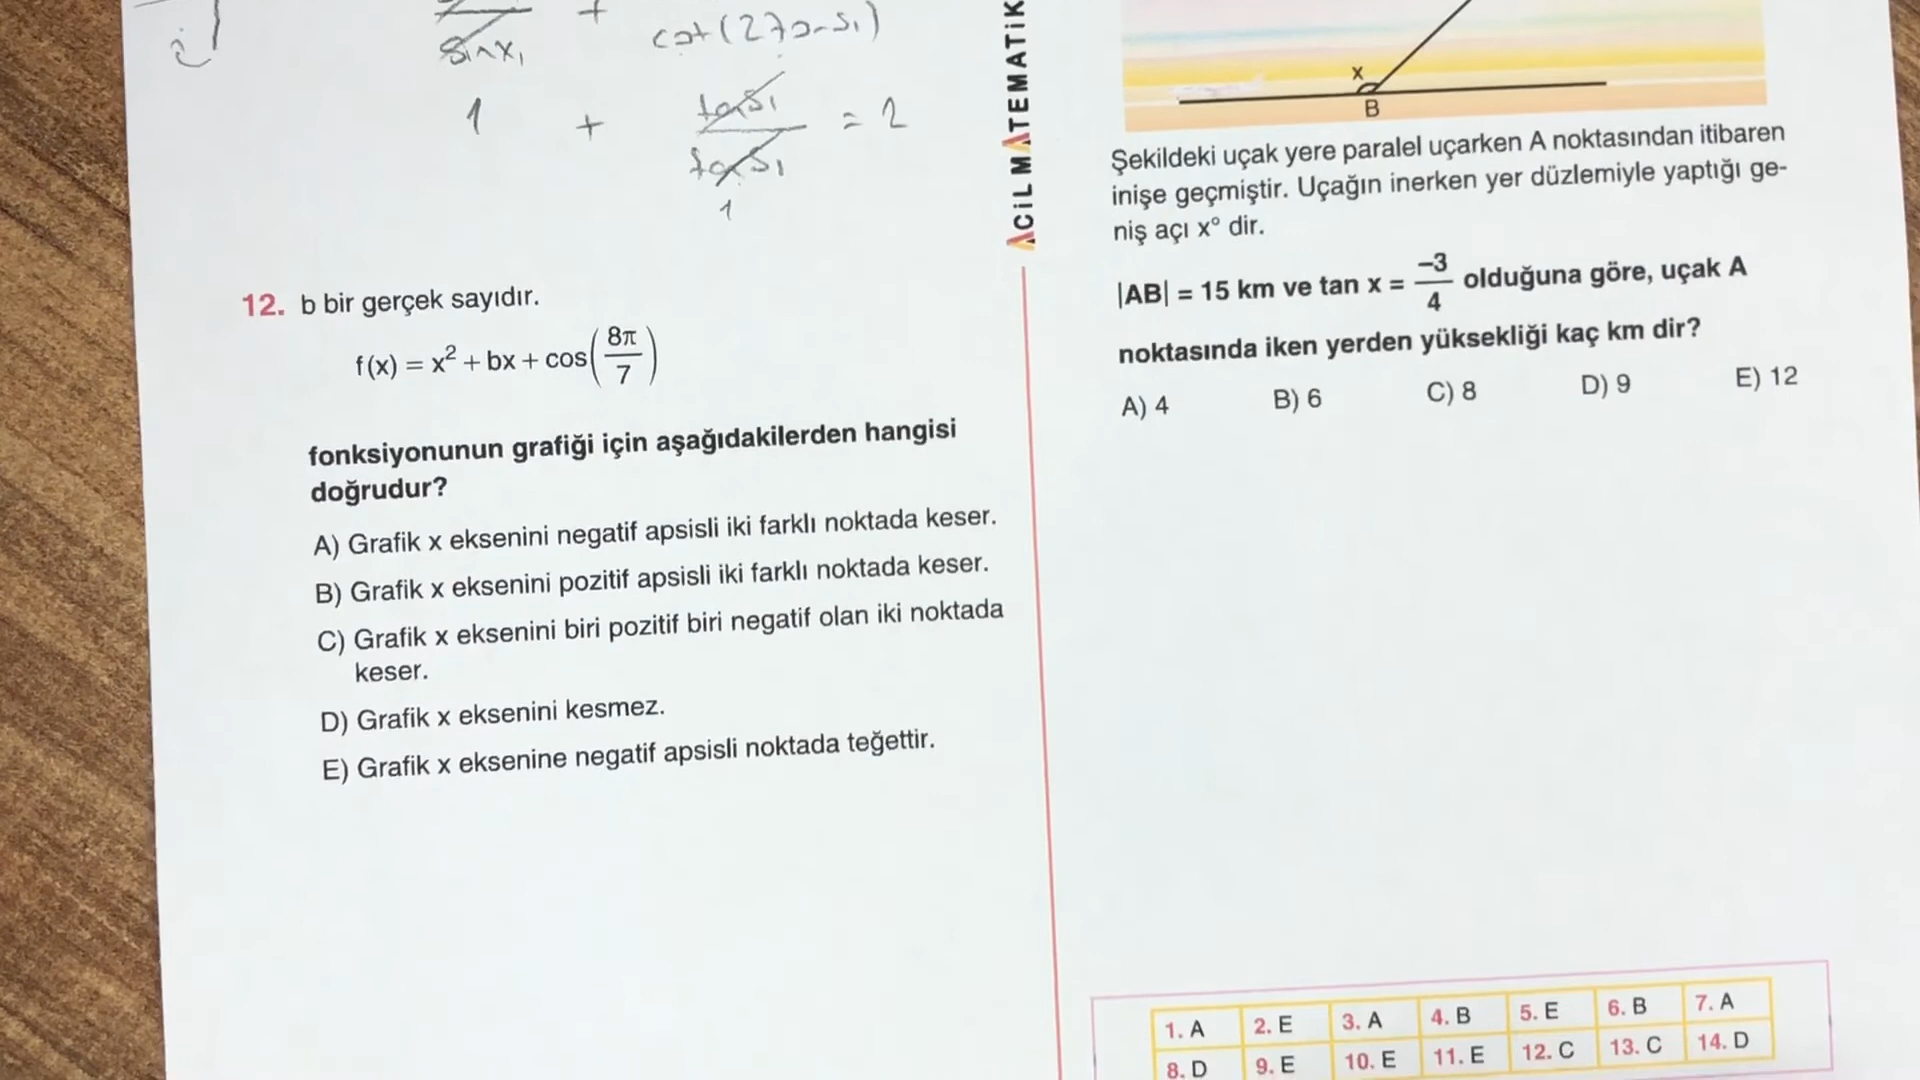 sinx₁
+
cot(270-51)
1 + tan51 = 2
tan51
1
12. b bir gerçek sayıdır.
f(x) = x² + bx + cos(8π/7)
fonksiyonunun grafiği için aşağıdakilerden hangisi
doğrudur?
A) Grafik x eksenini negatif apsisli iki farklı noktada keser.
B) Grafik x eksenini pozitif apsisli iki farklı noktada keser.
C) Grafik x eksenini biri pozitif biri negatif olan iki noktada
keser.
D) Grafik x eksenini kesmez.
E) Grafik x eksenine negatif apsisli noktada teğettir.
ACİL MATEMATİK
x
B
Şekildeki uçak yere paralel uçarken A noktasından itibaren
inişe geçmiştir. Uçağın inerken yer düzlemiyle yaptığı ge-
niş açı x° dir.
|AB| = 15 km ve tan x = -3/4 olduğuna göre, uçak A
noktasında iken yerden yüksekliği kaç km dir?
A) 4 B) 6 C) 8 D) 9 E) 12
1. A 2. E 3. A 4. B 5. E 6. B 7. A
8. D 9. E 10. E 11. E 12. C 13. C 14. D